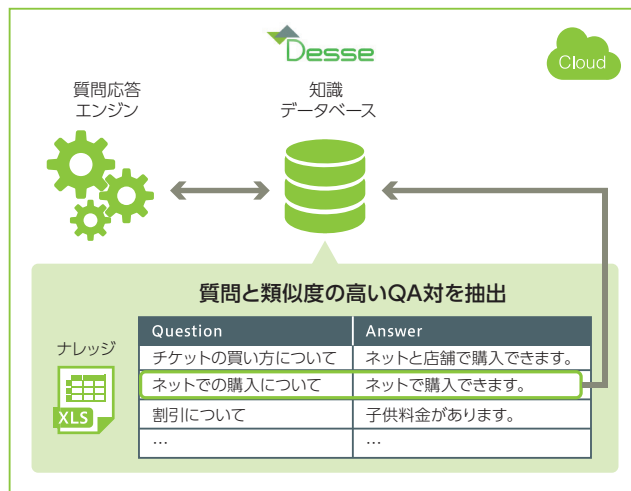 Desse
Cloud
質問応答
エンジン
知識
データベース
質問と類似度の高いQA対を抽出
ナレッジ
XLS
Question Answer
チケットの買い方について ネットと店舗で購入できます。
ネットでの購入について ネットで購入できます。
割引について 子供料金があります。
… …